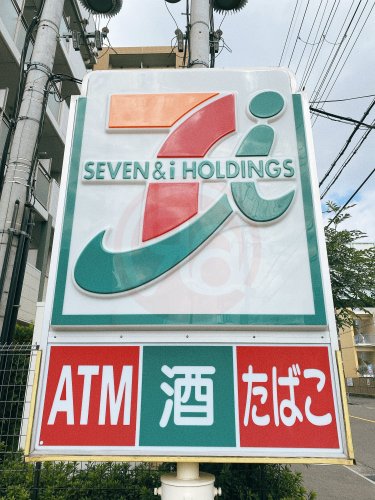 SEVEN & i HOLDINGS
ATM 酒 たばこ